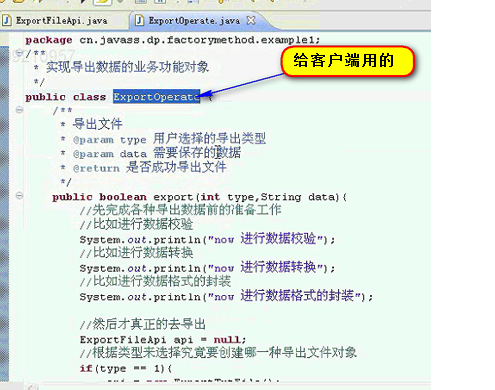 ExportFileApi.java ExportOperate.java
package cn.javass.dp.factorymethod.example1;
/**
给客户端用的
* 实现导出数据的业务功能对象
*/
public class ExportOperate {
/**
* 导出文件
* @param type 用户选择的导出类型
* @param data 需要保存的数据
* @return 是否成功导出文件
*/
public boolean export(int type,String data){
//先完成各种导出数据前的准备工作
//比如进行数据校验
System.out.println("now 进行数据校验");
//比如进行数据转换
System.out.println("now 进行数据转换");
//比如进行数据格式的封装
System.out.println("now 进行数据格式的封装");
//然后才真正的去导出
ExportFileApi api = null;
//根据类型来选择究竟要创建哪一种导出文件对象
if(type == 1){
api = new ExportTxtFile();